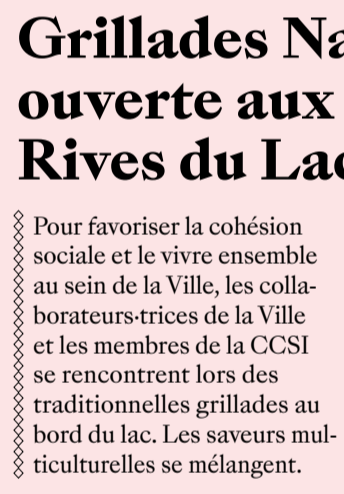 Grillades Na
ouverte aux
Rives du Lac
Pour favoriser la cohésion
sociale et le vivre ensemble
au sein de la Ville, les colla-
borateurs·trices de la Ville
et les membres de la CCSI
se rencontrent lors des
traditionnelles grillades au
bord du lac. Les saveurs mul-
ticulturelles se mélangent.